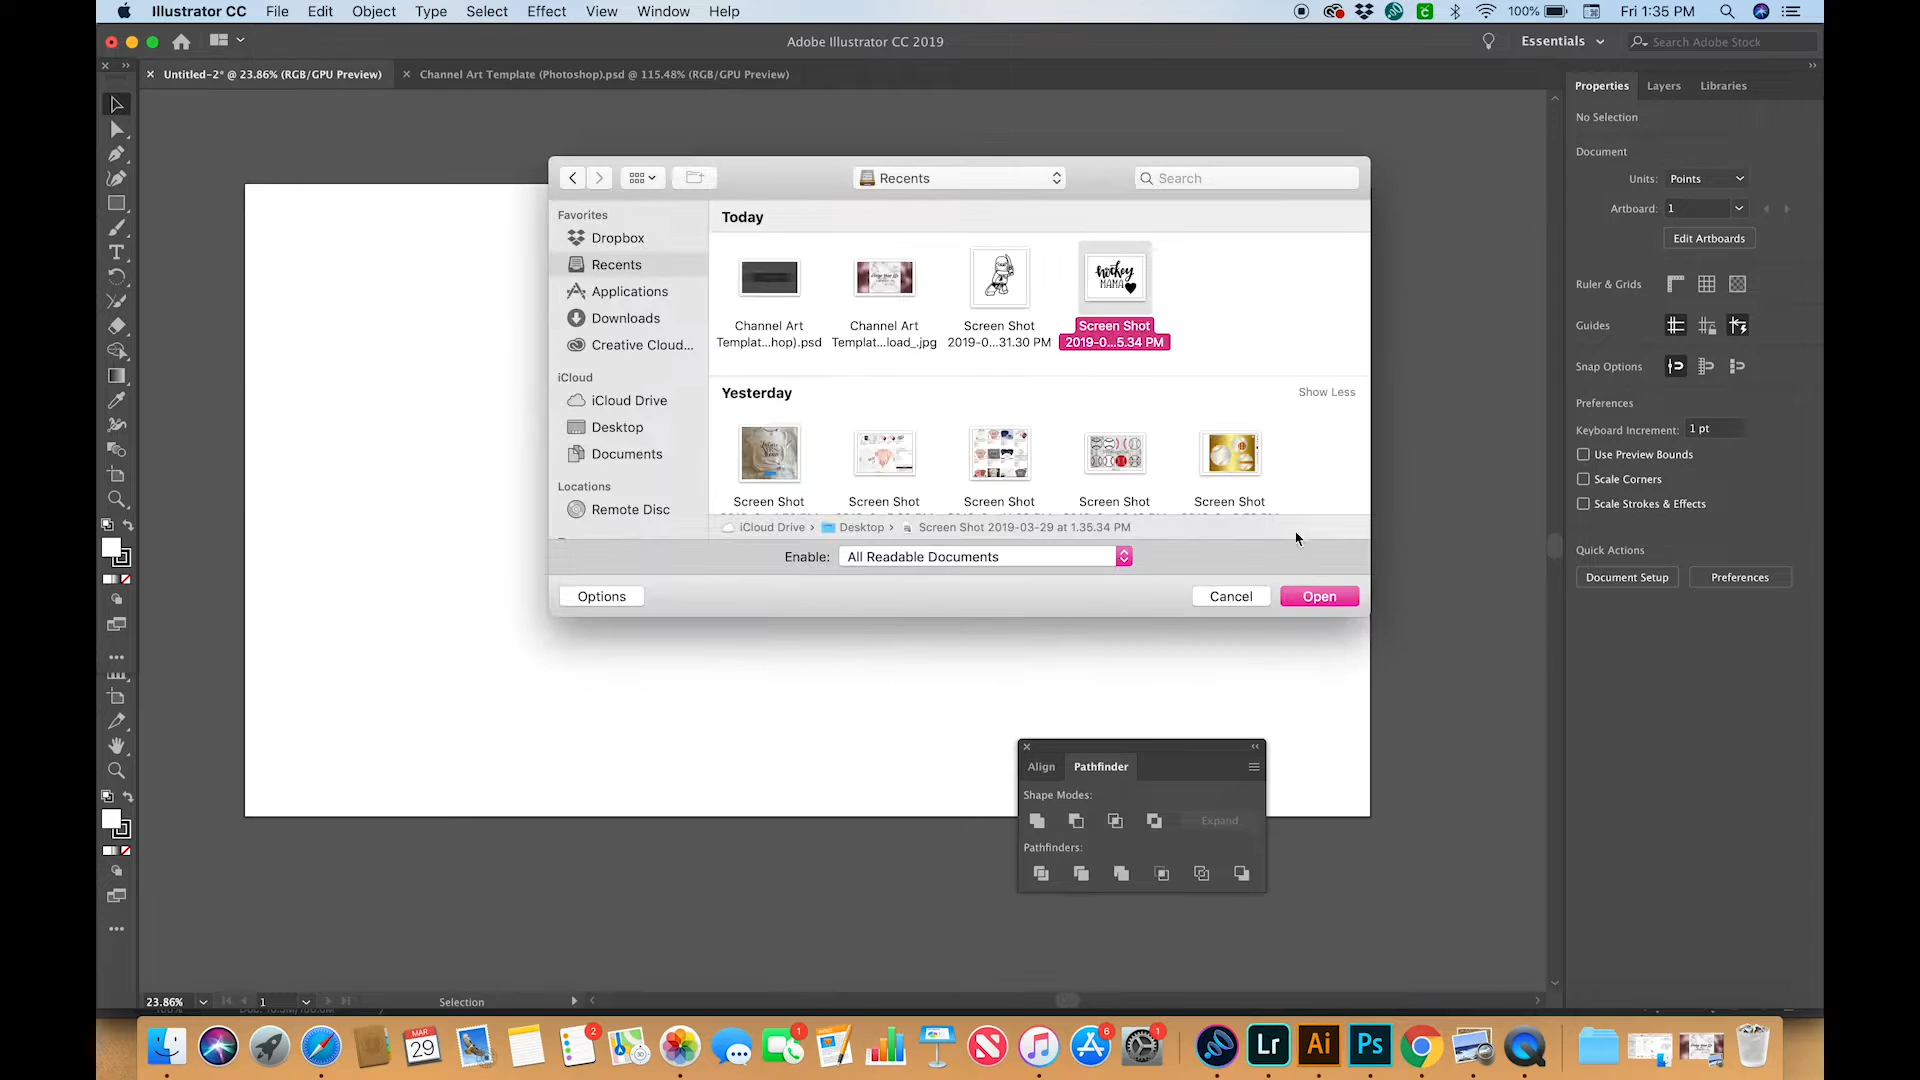 Illustrator CC File Edit Object Type Select Effect View Window Help
100% Fri 1:35 PM
Adobe Illustrator CC 2019
Essentials
Search Adobe Stock
Untitled-2* @ 23.86% (RGB/GPU Preview)
Channel Art Template (Photoshop).psd @ 115.48% (RGB/GPU Preview)
Properties Layers Libraries
No Selection
Document
Units: Points
Artboard: 1
Edit Artboards
Ruler & Grids
Guides
Snap Options
Preferences
Keyboard Increment: 1 pt
Use Preview Bounds
Scale Corners
Scale Strokes & Effects
Quick Actions
Document Setup Preferences
Recents
Search
Favorites
Dropbox
Recents
Applications
Downloads
Creative Cloud...
iCloud
iCloud Drive
Desktop
Documents
Locations
Remote Disc
Today
hockey
MAMA
Channel Art
Templat...hop).psd
Channel Art
Templat...load_.jpg
Screen Shot
2019-0...31.30 PM
Screen Shot
2019-0...5.34 PM
Yesterday
Show Less
Screen Shot
Screen Shot
Screen Shot
Screen Shot
Screen Shot
iCloud Drive › Desktop › Screen Shot 2019-03-29 at 1.35.34 PM
Enable: All Readable Documents
Options
Cancel
Open
Align Pathfinder
Shape Modes:
Expand
Pathfinders:
23.86%
1
Selection
MAR
29
2
1
6
1
Lr
Ai
Ps